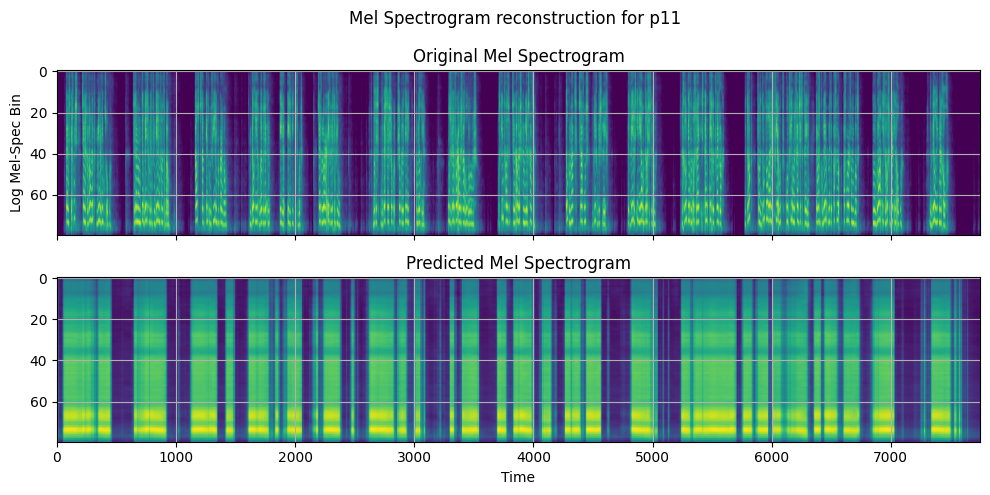 Mel Spectrogram reconstruction for p11
Original Mel Spectrogram
0
20
40
60
Log Mel-Spec Bin
Predicted Mel Spectrogram
0
20
40
60
0 1000 2000 3000 4000 5000 6000 7000
Time